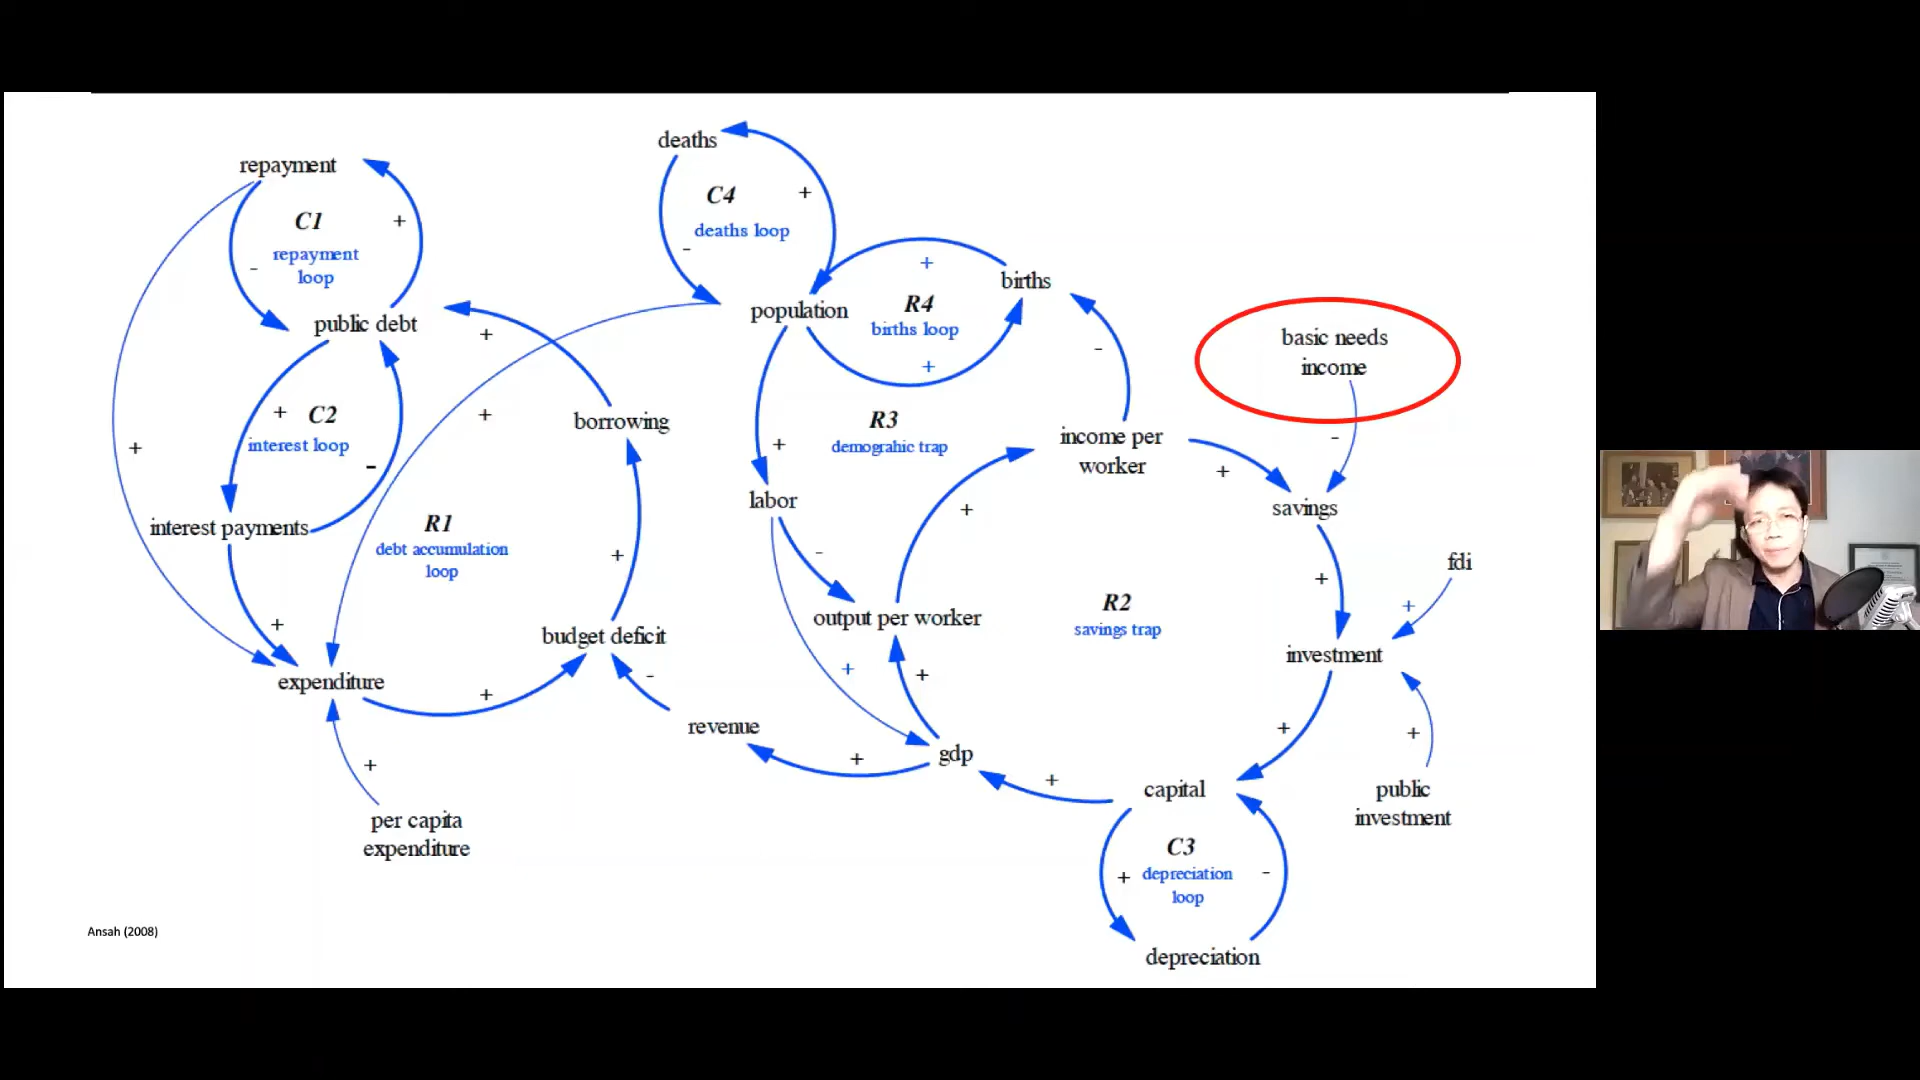 deaths
repayment
C4
+
C1
+
deaths loop
-
repayment
loop
-
+
births
R4
population
births loop
public debt
+
+
-
basic needs
income
+
C2
interest loop
-
+
borrowing
R3
demograhic trap
+
income per
worker
-
+
+
labor
savings
interest payments
R1
debt accumulation
loop
+
+
-
fdi
+
+
R2
savings trap
output per worker
+
budget deficit
investment
+
-
+
+
expenditure
+
revenue
+
+
gdp
+
+
capital
public
investment
+
per capita
expenditure
C3
+
depreciation
loop
-
Ansah (2008)
depreciation